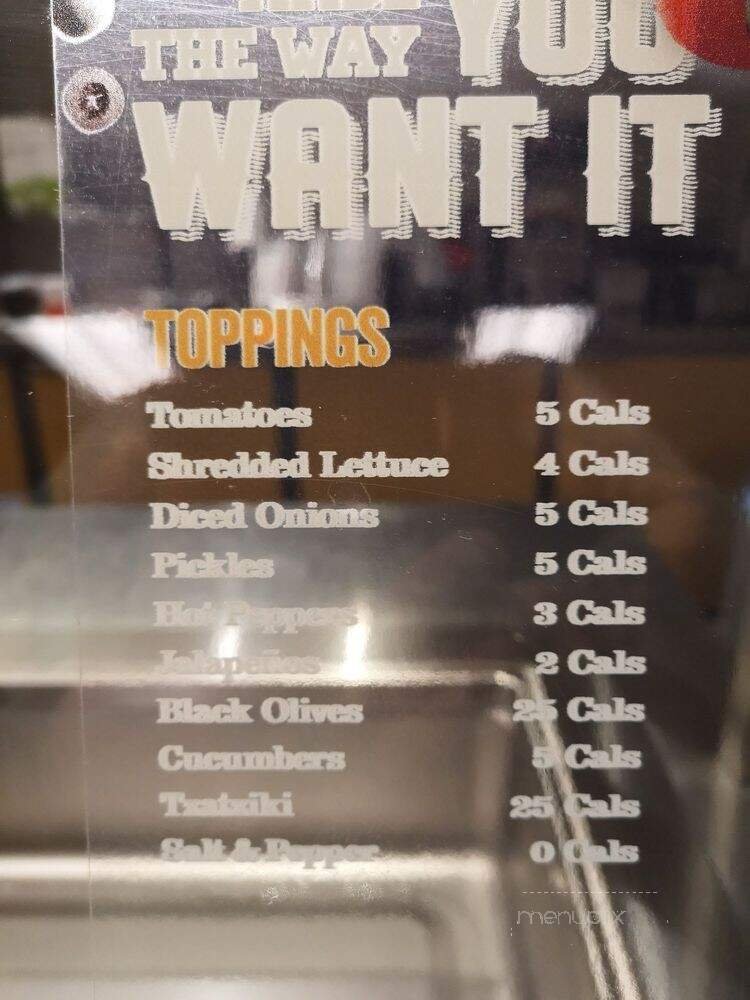 THE WAY YOU
WANT IT
TOPPINGS
Tomatoes 5 Cals
Shredded Lettuce 4 Cals
Diced Onions 5 Cals
Pickles 5 Cals
Hot Peppers 3 Cals
Jalapeños 2 Cals
Black Olives 25 Cals
Cucumbers 5 Cals
Tzatziki 25 Cals
Salt & Pepper 0 Cals
menupix